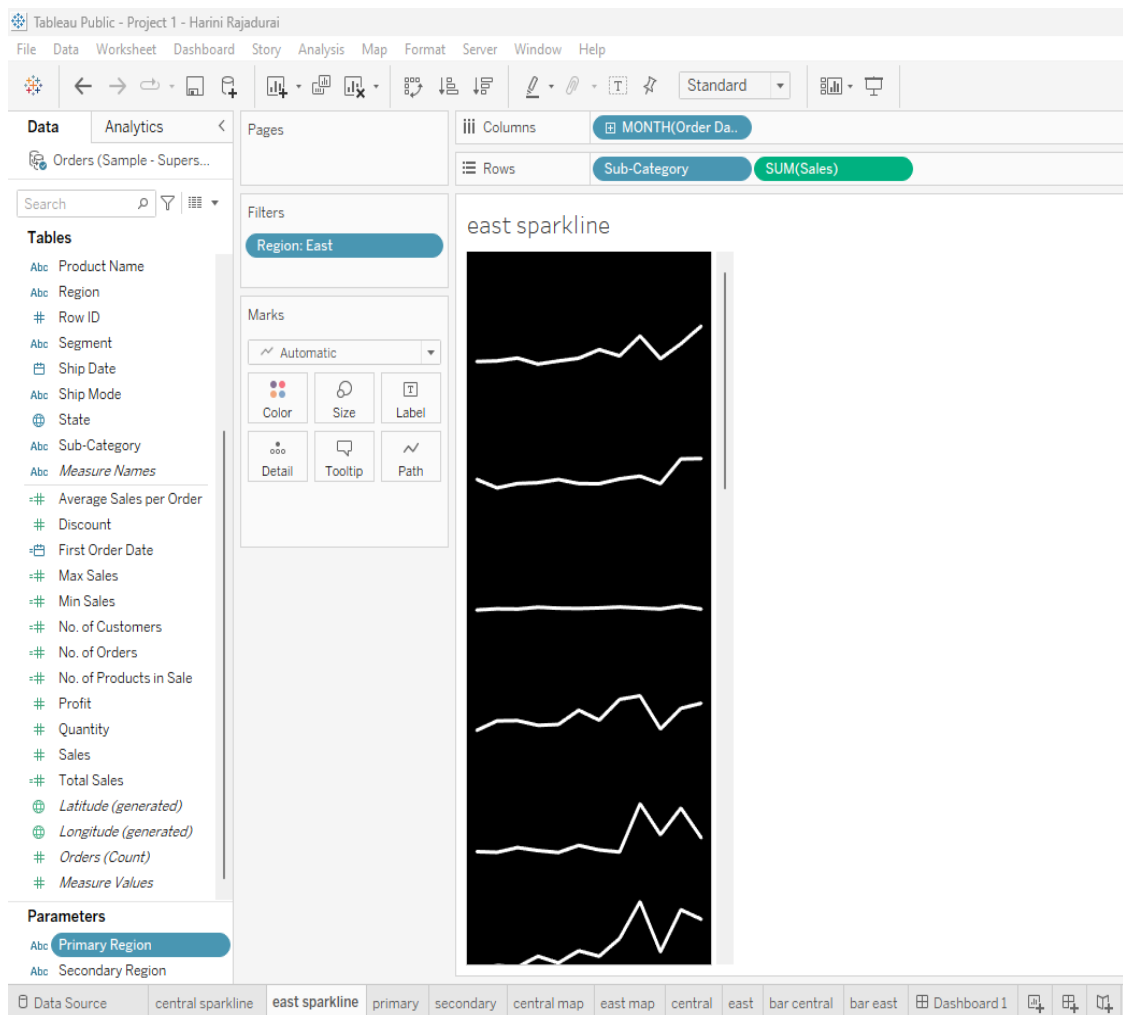 Tableau Public - Project 1 - Harini Rajadurai
File Data Worksheet Dashboard Story Analysis Map Format Server Window Help
Standard
Data Analytics
Orders (Sample - Supers...
Search
Tables
Abc Product Name
Abc Region
# Row ID
Abc Segment
Ship Date
Abc Ship Mode
State
Abc Sub-Category
Abc Measure Names
=# Average Sales per Order
# Discount
First Order Date
=# Max Sales
=# Min Sales
=# No. of Customers
=# No. of Orders
=# No. of Products in Sale
# Profit
# Quantity
# Sales
=# Total Sales
Latitude (generated)
Longitude (generated)
# Orders (Count)
# Measure Values
Parameters
Abc Primary Region
Abc Secondary Region
Pages
Filters
Region: East
Marks
Automatic
Color Size Label
Detail Tooltip Path
Columns MONTH(Order Da..
Rows Sub-Category SUM(Sales)
east sparkline
Data Source central sparkline east sparkline primary secondary central map east map central east bar central bar east Dashboard 1